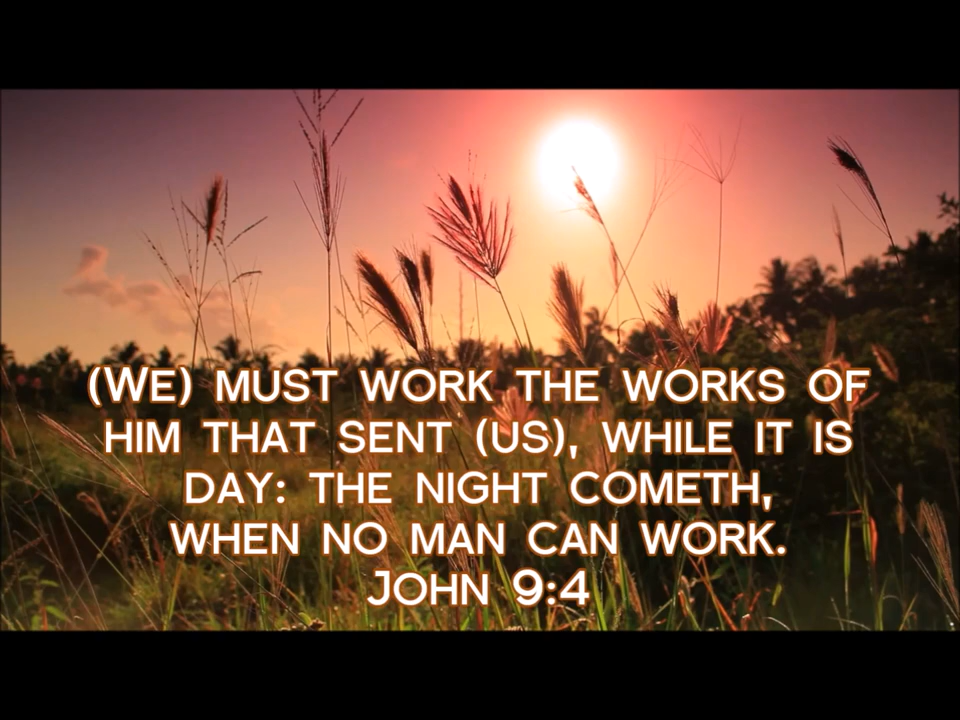 (WE) MUST WORK THE WORKS OF
HIM THAT SENT (US), WHILE IT IS
DAY: THE NIGHT COMETH,
WHEN NO MAN CAN WORK.
JOHN 9:4